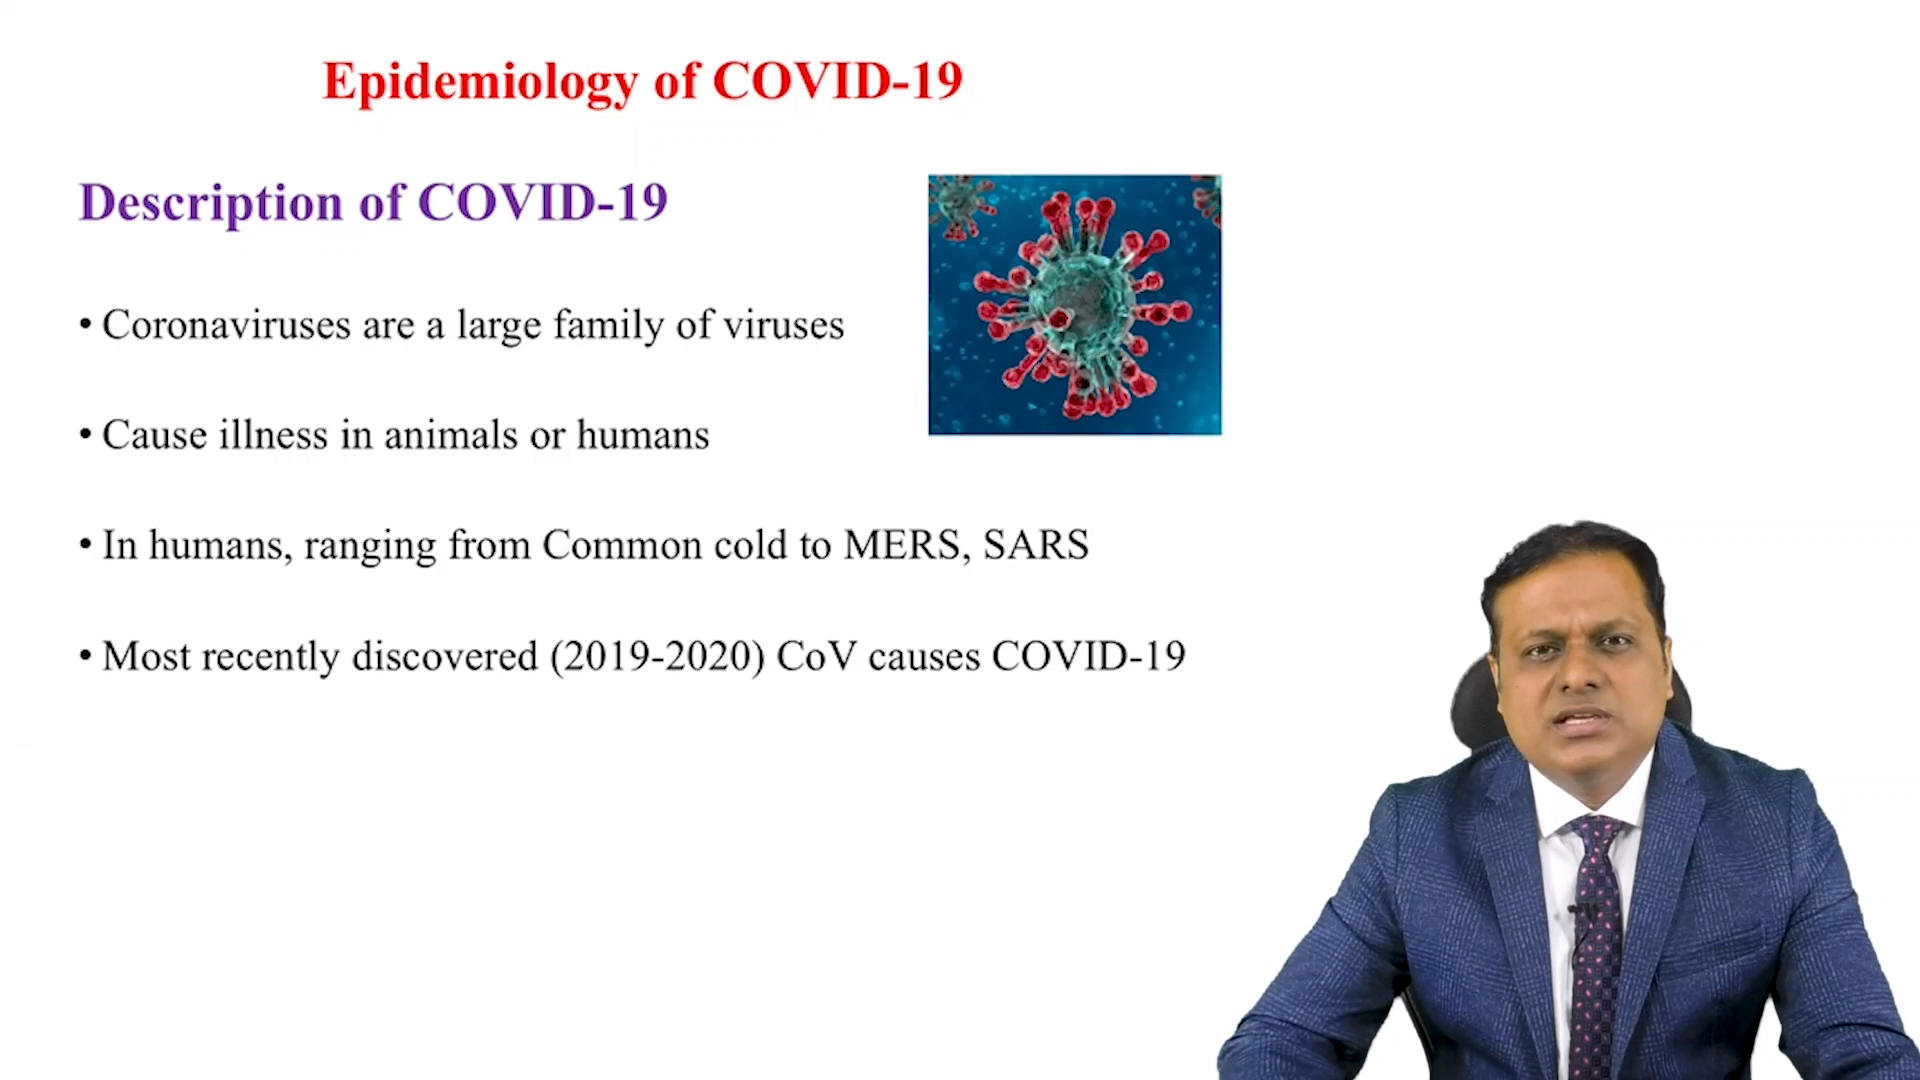 Epidemiology of COVID-19
Description of COVID-19
• Coronaviruses are a large family of viruses
• Cause illness in animals or humans
• In humans, ranging from Common cold to MERS, SARS
• Most recently discovered (2019-2020) CoV causes COVID-19